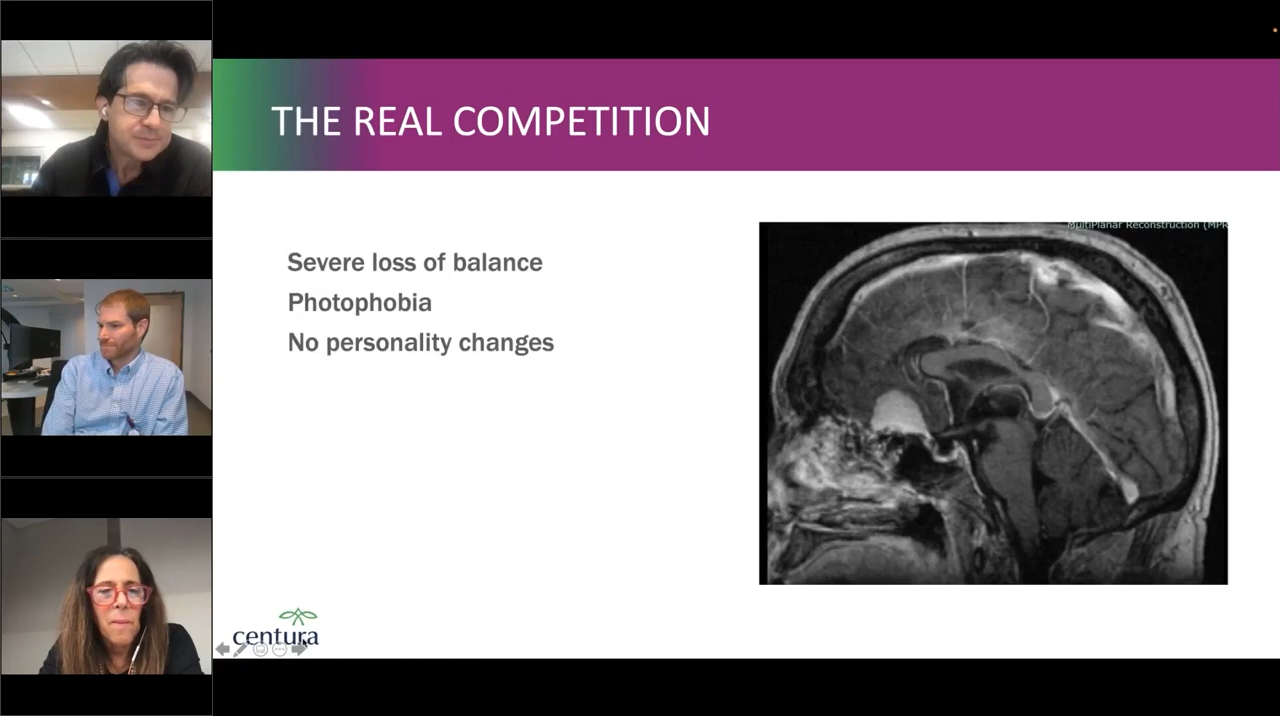 THE REAL COMPETITION
Severe loss of balance
Photophobia
No personality changes
MultiPlanar Reconstruction (MPR
centura